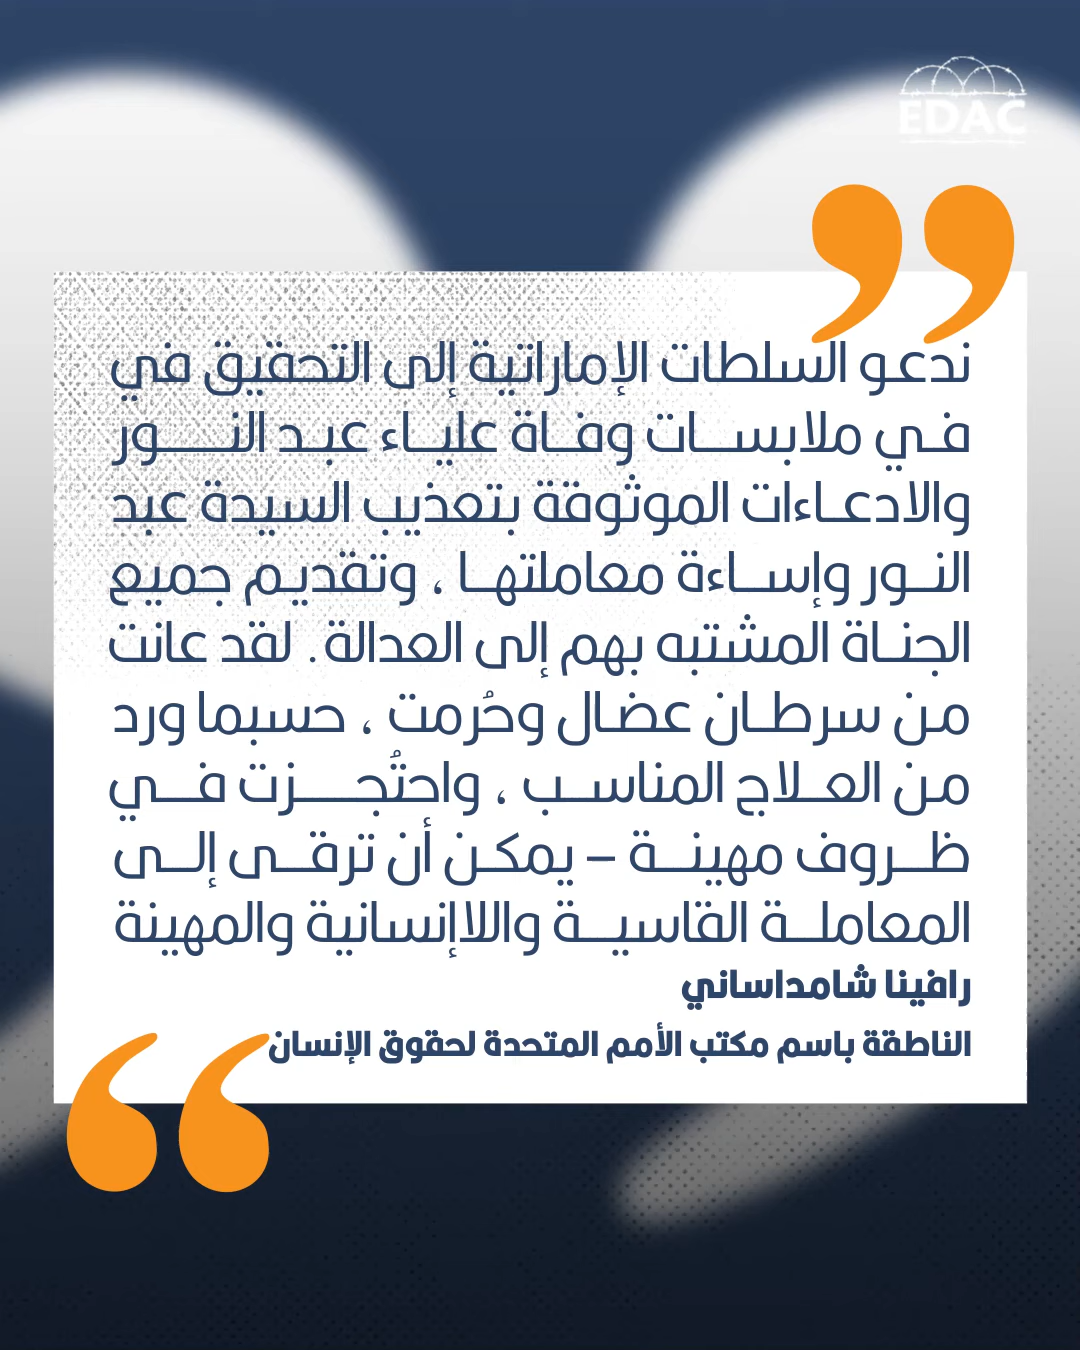 EDAC
ندعو السلطات الإماراتية إلى التحقيق في
في ملابسات وفاة علياء عبد النور
والادعاءات الموثوقة بتعذيب السيدة عبد
النور وإساءة معاملتها ، وتقديم جميع
الجناة المشتبه بهم إلى العدالة. لقد عانت
من سرطان عضال وحُرمت ، حسبما ورد
من العلاج المناسب ، واحتُجزت في
ظروف مهينة – يمكن أن ترقى إلى
المعاملة القاسية واللاإنسانية والمهينة
رافينا شامداساني
الناطقة باسم مكتب الأمم المتحدة لحقوق الإنسان